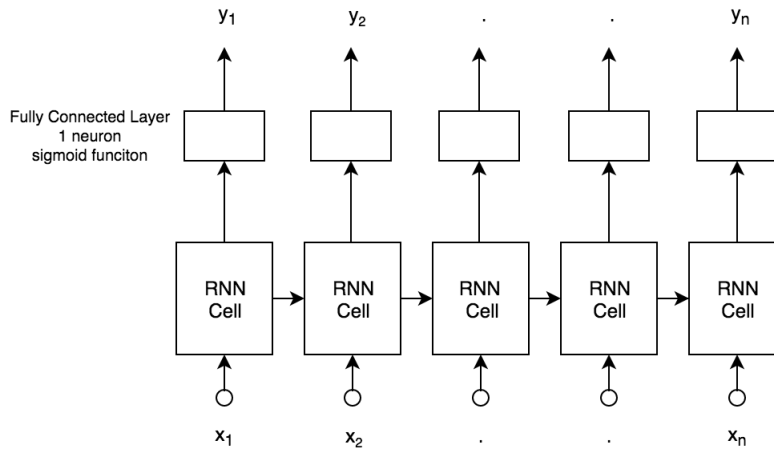 y₁ y₂ . . yₙ
Fully Connected Layer
1 neuron
sigmoid funciton
RNN Cell
RNN Cell
RNN Cell
RNN Cell
RNN Cell
x₁ x₂ . . xₙ